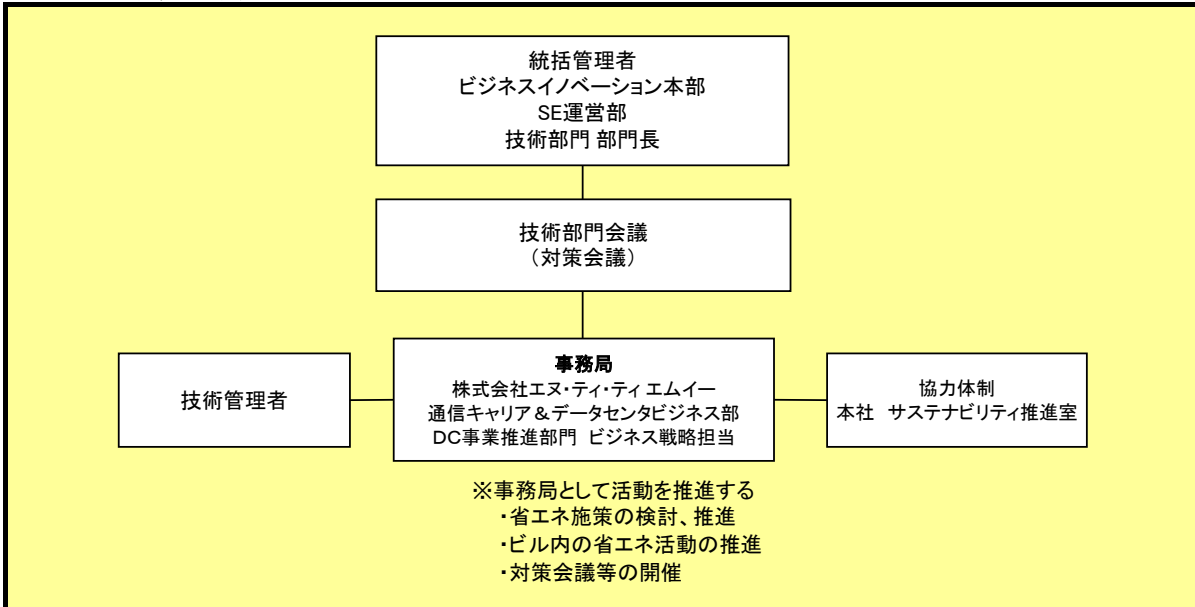 統括管理者
ビジネスイノベーション本部
SE運営部
技術部門 部門長
技術部門会議
（対策会議）
技術管理者
事務局
株式会社エヌ・ティ・ティ エムイー
通信キャリア＆データセンタビジネス部
DC事業推進部門 ビジネス戦略担当
協力体制
本社 サステナビリティ推進室
※事務局として活動を推進する
・省エネ施策の検討、推進
・ビル内の省エネ活動の推進
・対策会議等の開催